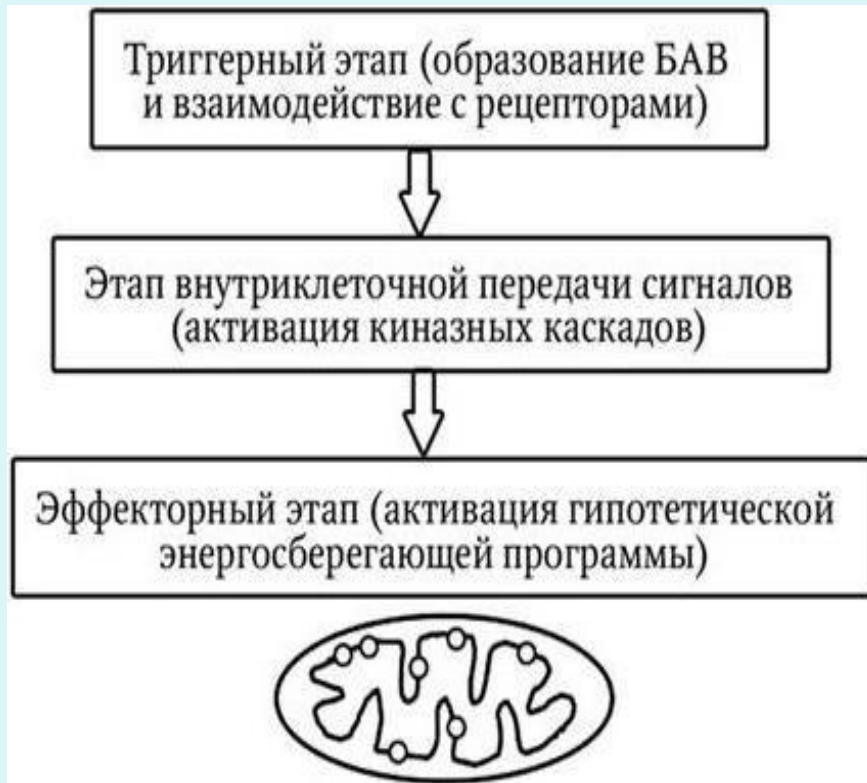 Триггерный этап (образование БАВ
и взаимодействие с рецепторами)
Этап внутриклеточной передачи сигналов
(активация киназных каскадов)
Эффекторный этап (активация гипотетической
энергосберегающей программы)